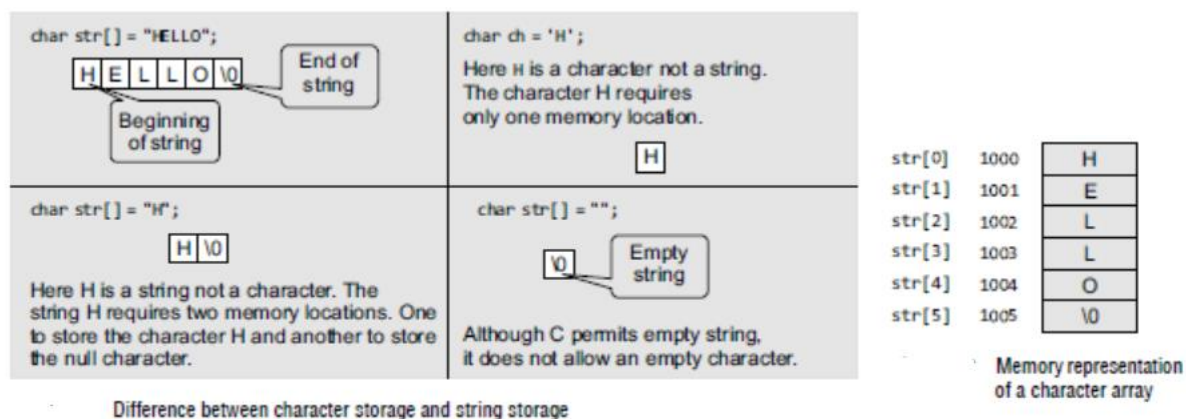 char str[] = "HELLO";
H E L L O \0
End of
string
Beginning
of string
char ch = 'H';
Here H is a character not a string.
The character H requires
only one memory location.
H
char str[] = "H";
H \0
Here H is a string not a character. The
string H requires two memory locations. One
to store the character H and another to store
the null character.
char str[] = "";
\0
Empty
string
Although C permits empty string,
it does not allow an empty character.
Difference between character storage and string storage
str[0] 1000 H
str[1] 1001 E
str[2] 1002 L
str[3] 1003 L
str[4] 1004 O
str[5] 1005 \0
Memory representation
of a character array